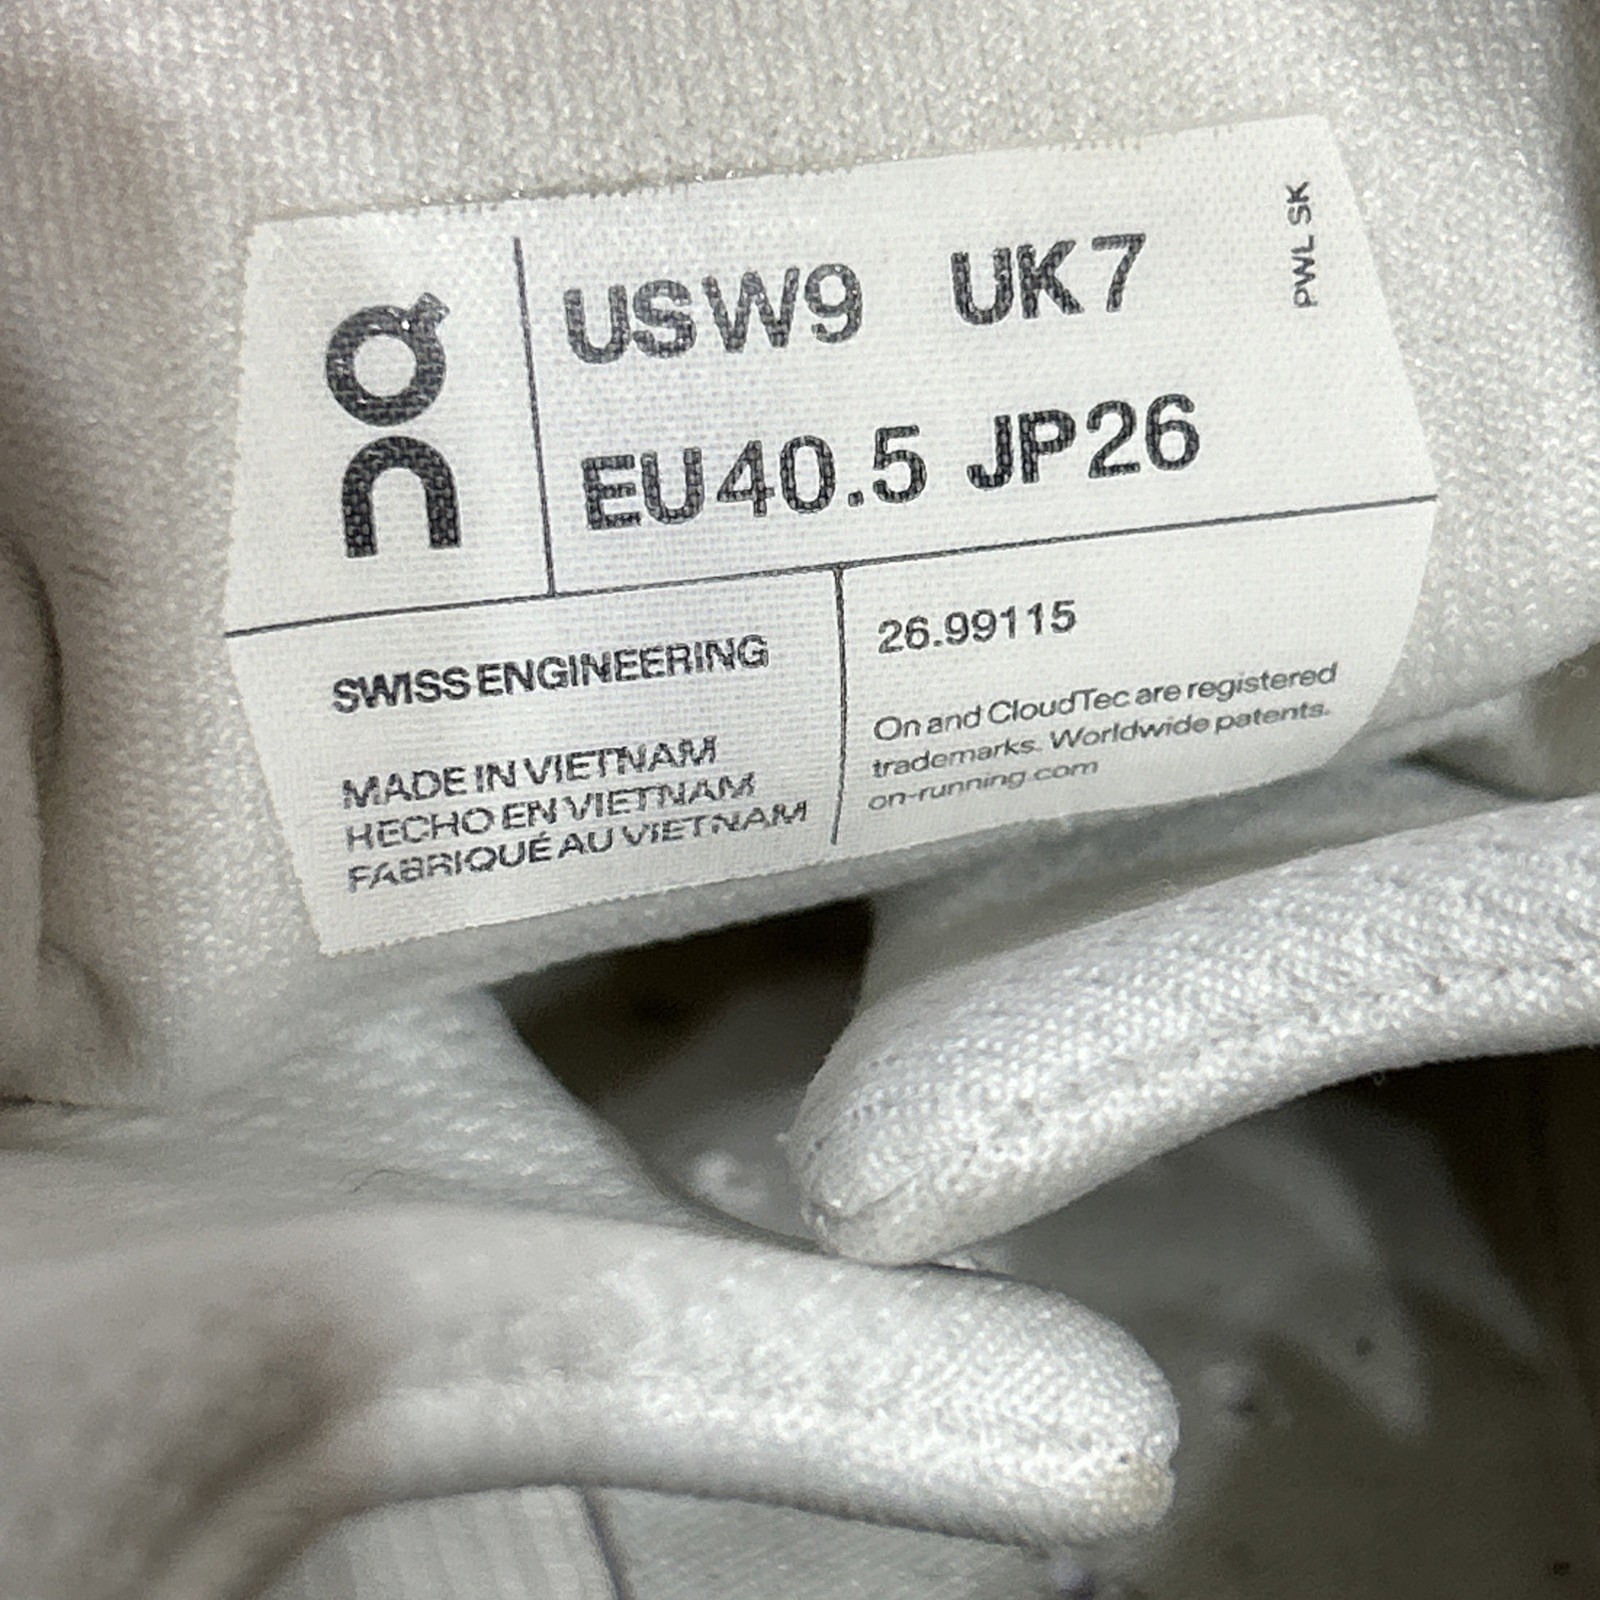 on
USW9 UK7
EU40.5 JP26
PWL SK
SWISS ENGINEERING
MADE IN VIETNAM
HECHO EN VIETNAM
FABRIQUÉ AU VIETNAM
26.99115
On and CloudTec are registered
trademarks. Worldwide patents.
on-running.com